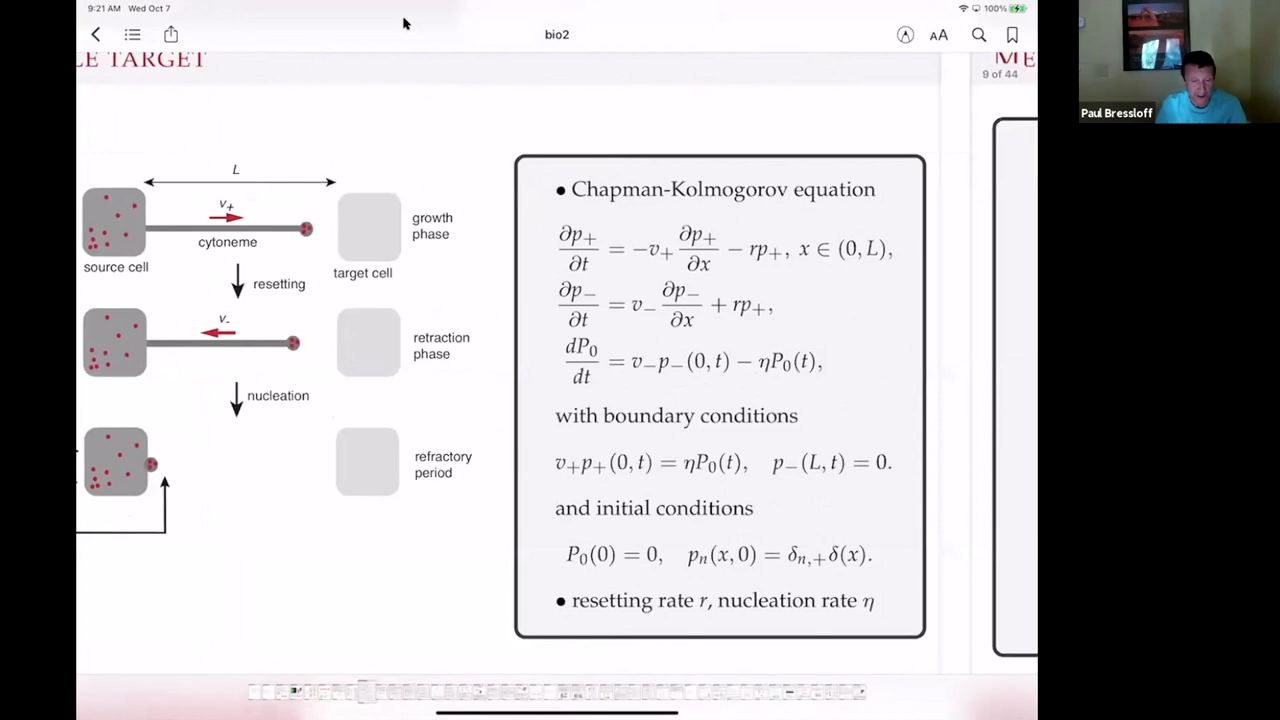 9:21 AM Wed Oct 7
100%
bio2
AA
LE TARGET
ME
9 of 44
Paul Bressloff
L
v₊
cytoneme
source cell
target cell
growth phase
resetting
v₋
retraction phase
nucleation
refractory period
• Chapman-Kolmogorov equation
∂p₊/∂t = −v₊ ∂p₊/∂x − rp₊, x ∈ (0, L),
∂p₋/∂t = v₋ ∂p₋/∂x + rp₊,
dP₀/dt = v₋p₋(0, t) − ηP₀(t),
with boundary conditions
v₊p₊(0, t) = ηP₀(t), p₋(L, t) = 0.
and initial conditions
P₀(0) = 0, pₙ(x, 0) = δₙ,₊δ(x).
• resetting rate r, nucleation rate η